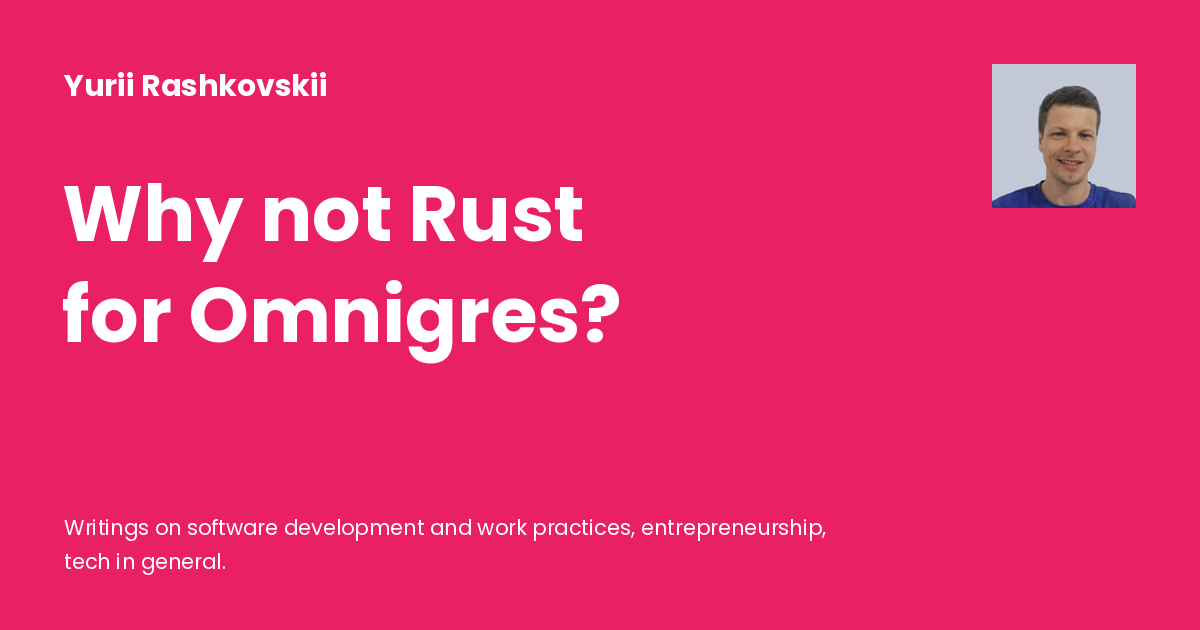 Yurii Rashkovskii
Why not Rust
for Omnigres?
Writings on software development and work practices, entrepreneurship,
tech in general.